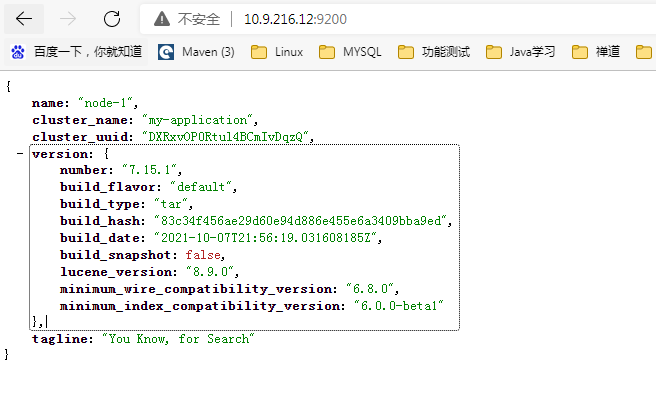 不安全 | 10.9.216.12:9200
百度一下，你就知道 Maven (3) Linux MYSQL 功能测试 Java学习 禅道
{
name: "node-1",
cluster_name: "my-application",
cluster_uuid: "DXRxvOPORtul4BCmIvDqzQ",
- version: {
number: "7.15.1",
build_flavor: "default",
build_type: "tar",
build_hash: "83c34f456ae29d60e94d886e455e6a3409bba9ed",
build_date: "2021-10-07T21:56:19.031608185Z",
build_snapshot: false,
lucene_version: "8.9.0",
minimum_wire_compatibility_version: "6.8.0",
minimum_index_compatibility_version: "6.0.0-beta1"
},
tagline: "You Know, for Search"
}